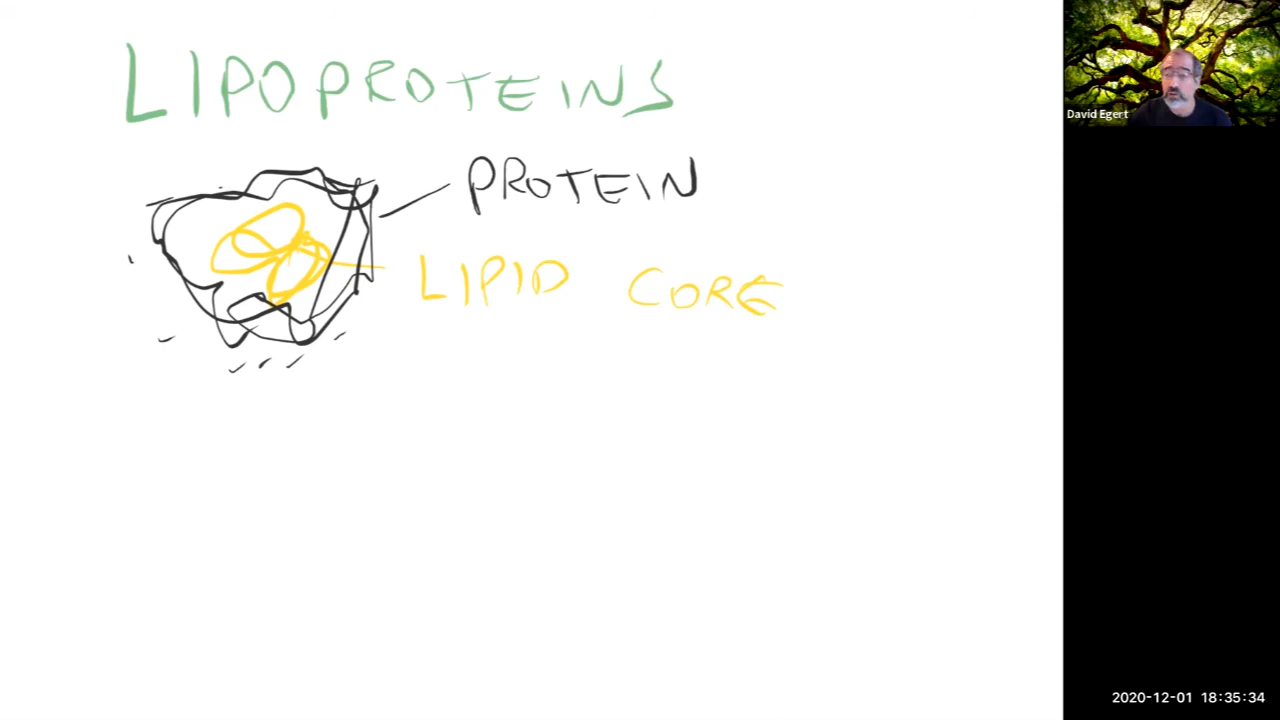 LIPOPROTEINS
PROTEIN
LIPID CORE
David Egert
2020-12-01 18:35:34